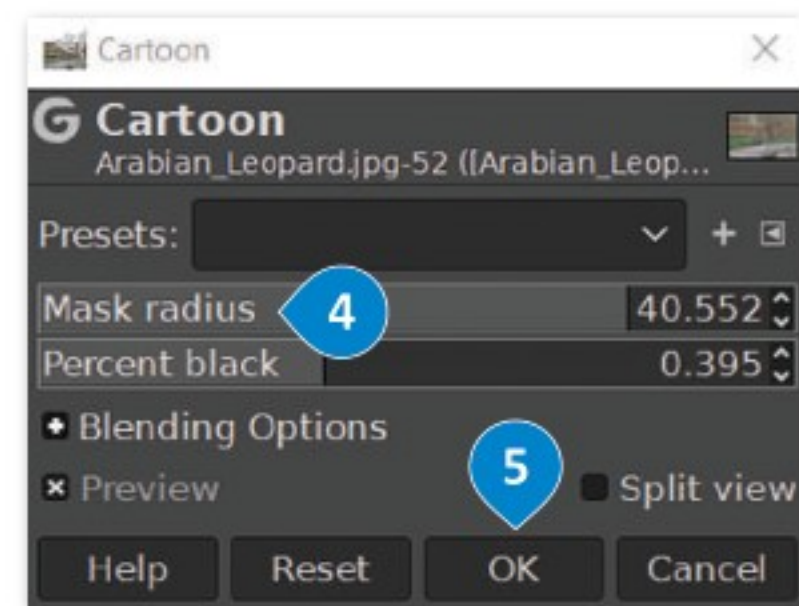 Cartoon
G Cartoon
Arabian_Leopard.jpg-52 ([Arabian_Leop...
Presets:
Mask radius 4 40.552
Percent black 0.395
Blending Options
5
Preview Split view
Help Reset OK Cancel